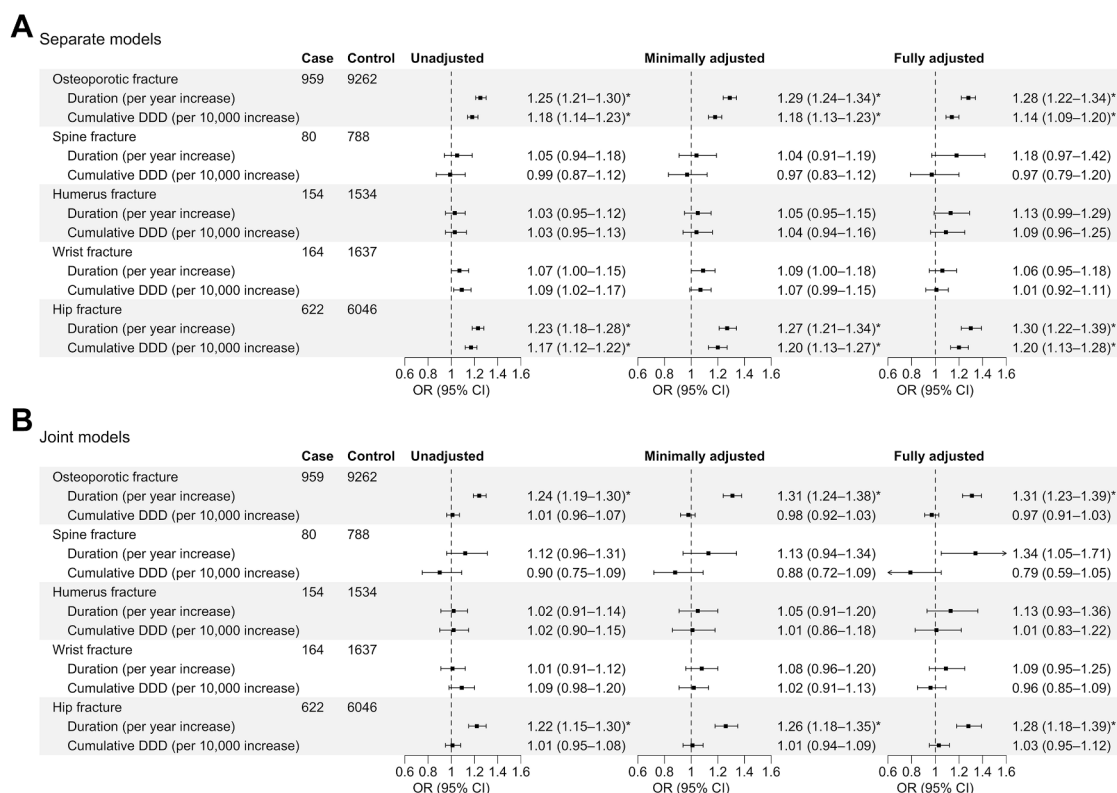 A
Separate models
Case Control Unadjusted Minimally adjusted Fully adjusted
Osteoporotic fracture 959 9262
Duration (per year increase) 1.25 (1.21–1.30)* 1.29 (1.24–1.34)* 1.28 (1.22–1.34)*
Cumulative DDD (per 10,000 increase) 1.18 (1.14–1.23)* 1.18 (1.13–1.23)* 1.14 (1.09–1.20)*
Spine fracture 80 788
Duration (per year increase) 1.05 (0.94–1.18) 1.04 (0.91–1.19) 1.18 (0.97–1.42)
Cumulative DDD (per 10,000 increase) 0.99 (0.87–1.12) 0.97 (0.83–1.12) 0.97 (0.79–1.20)
Humerus fracture 154 1534
Duration (per year increase) 1.03 (0.95–1.12) 1.05 (0.95–1.15) 1.13 (0.99–1.29)
Cumulative DDD (per 10,000 increase) 1.03 (0.95–1.13) 1.04 (0.94–1.16) 1.09 (0.96–1.25)
Wrist fracture 164 1637
Duration (per year increase) 1.07 (1.00–1.15) 1.09 (1.00–1.18) 1.06 (0.95–1.18)
Cumulative DDD (per 10,000 increase) 1.09 (1.02–1.17) 1.07 (0.99–1.15) 1.01 (0.92–1.11)
Hip fracture 622 6046
Duration (per year increase) 1.23 (1.18–1.28)* 1.27 (1.21–1.34)* 1.30 (1.22–1.39)*
Cumulative DDD (per 10,000 increase) 1.17 (1.12–1.22)* 1.20 (1.13–1.27)* 1.20 (1.13–1.28)*
0.6 0.8 1 1.2 1.4 1.6 0.6 0.8 1 1.2 1.4 1.6 0.6 0.8 1 1.2 1.4 1.6
OR (95% CI) OR (95% CI) OR (95% CI)
B
Joint models
Case Control Unadjusted Minimally adjusted Fully adjusted
Osteoporotic fracture 959 9262
Duration (per year increase) 1.24 (1.19–1.30)* 1.31 (1.24–1.38)* 1.31 (1.23–1.39)*
Cumulative DDD (per 10,000 increase) 1.01 (0.96–1.07) 0.98 (0.92–1.03) 0.97 (0.91–1.03)
Spine fracture 80 788
Duration (per year increase) 1.12 (0.96–1.31) 1.13 (0.94–1.34) 1.34 (1.05–1.71)
Cumulative DDD (per 10,000 increase) 0.90 (0.75–1.09) 0.88 (0.72–1.09) 0.79 (0.59–1.05)
Humerus fracture 154 1534
Duration (per year increase) 1.02 (0.91–1.14) 1.05 (0.91–1.20) 1.13 (0.93–1.36)
Cumulative DDD (per 10,000 increase) 1.02 (0.90–1.15) 1.01 (0.86–1.18) 1.01 (0.83–1.22)
Wrist fracture 164 1637
Duration (per year increase) 1.01 (0.91–1.12) 1.08 (0.96–1.20) 1.09 (0.95–1.25)
Cumulative DDD (per 10,000 increase) 1.09 (0.98–1.20) 1.02 (0.91–1.13) 0.96 (0.85–1.09)
Hip fracture 622 6046
Duration (per year increase) 1.22 (1.15–1.30)* 1.26 (1.18–1.35)* 1.28 (1.18–1.39)*
Cumulative DDD (per 10,000 increase) 1.01 (0.95–1.08) 1.01 (0.94–1.09) 1.03 (0.95–1.12)
0.6 0.8 1 1.2 1.4 1.6 0.6 0.8 1 1.2 1.4 1.6 0.6 0.8 1 1.2 1.4 1.6
OR (95% CI) OR (95% CI) OR (95% CI)